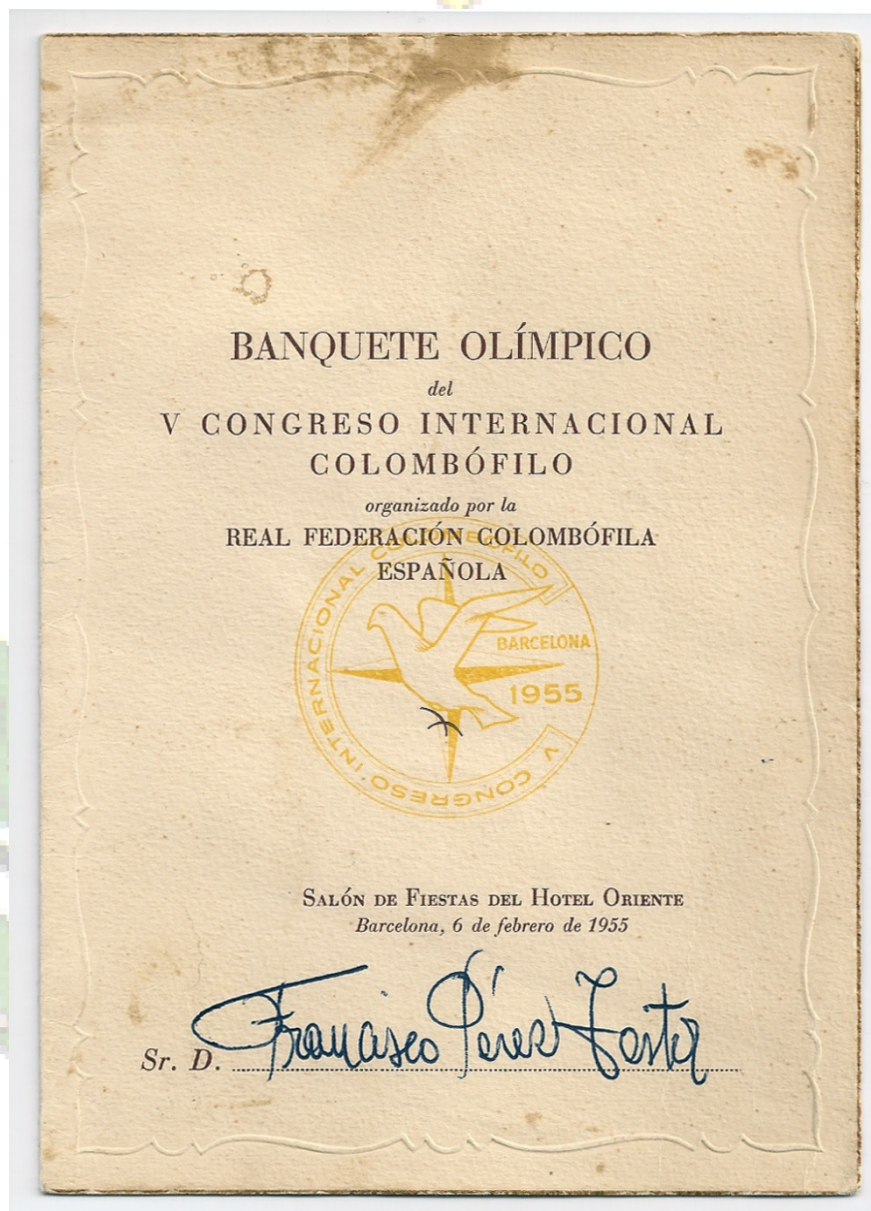 BANQUETE OLÍMPICO
del
V CONGRESO INTERNACIONAL
COLOMBÓFILO
organizado por la
REAL FEDERACIÓN COLOMBÓFILA
ESPAÑOLA
V CONGRESO INTERNACIONAL COLOMBÓFILO
BARCELONA
1955
SALÓN DE FIESTAS DEL HOTEL ORIENTE
Barcelona, 6 de febrero de 1955
Sr. D. Francisco Pérez